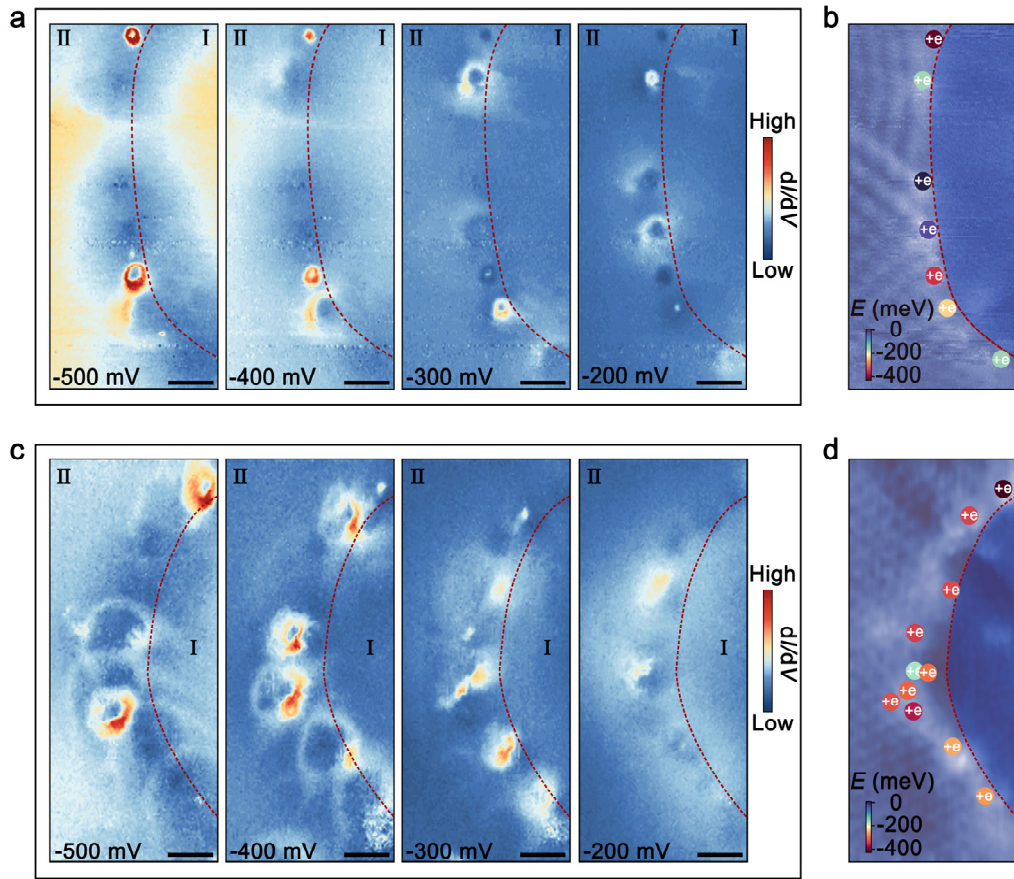 a
II
I
-500 mV
II
I
-400 mV
II
I
-300 mV
II
I
-200 mV
High
dI/dV
Low
b
+e
+e
+e
+e
+e
+e
+e
E (meV)
0
-200
-400
c
II
I
-500 mV
II
I
-400 mV
II
I
-300 mV
II
I
-200 mV
High
dI/dV
Low
d
+e
+e
+e
+e
+e
+e
+e
+e
+e
+e
E (meV)
0
-200
-400